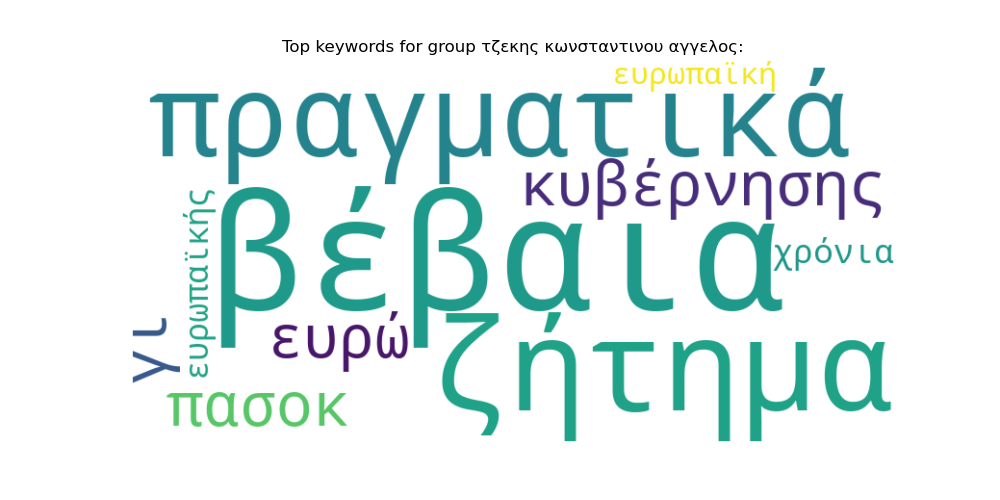 Top keywords for group τζεκης κωνσταντινου αγγελος:
ευρωπαϊκή
πραγματικά
κυβέρνησης
βέβαια
χρόνια
ευρωπαϊκής
γι
ευρώ
ζήτημα
πασοκ